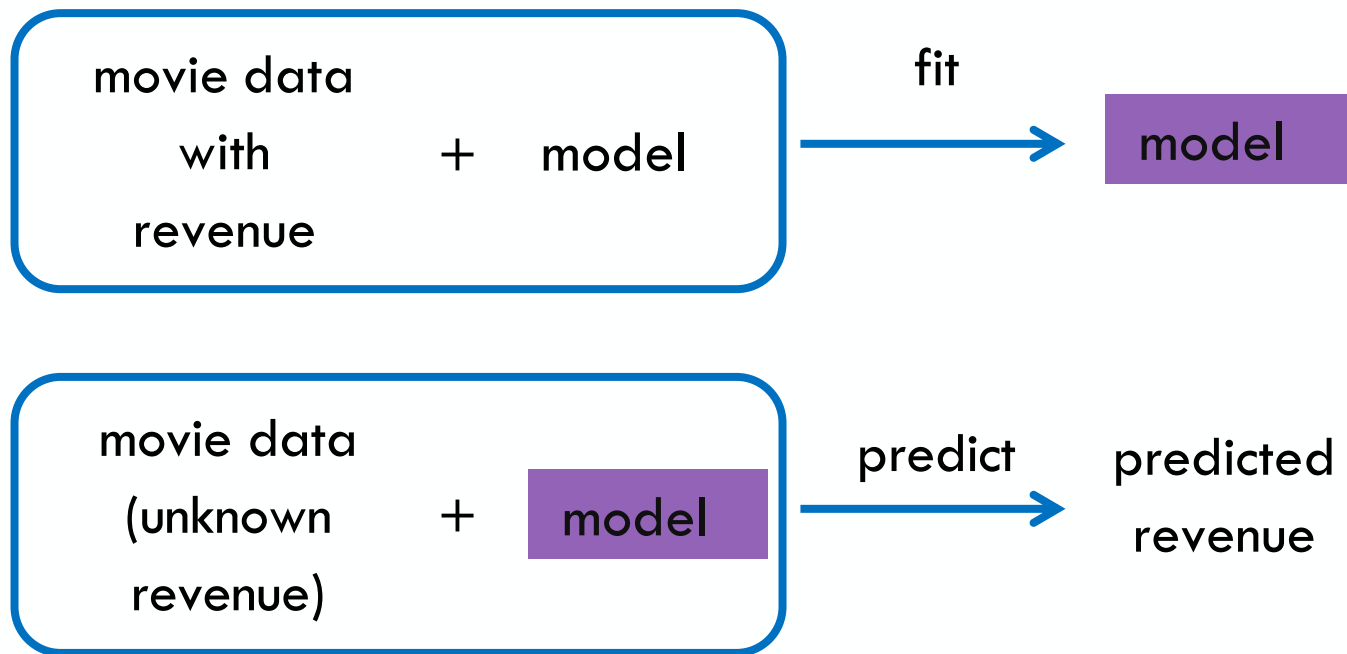 movie data
with
revenue
+
model
fit
model
movie data
(unknown
revenue)
+
model
predict
predicted
revenue